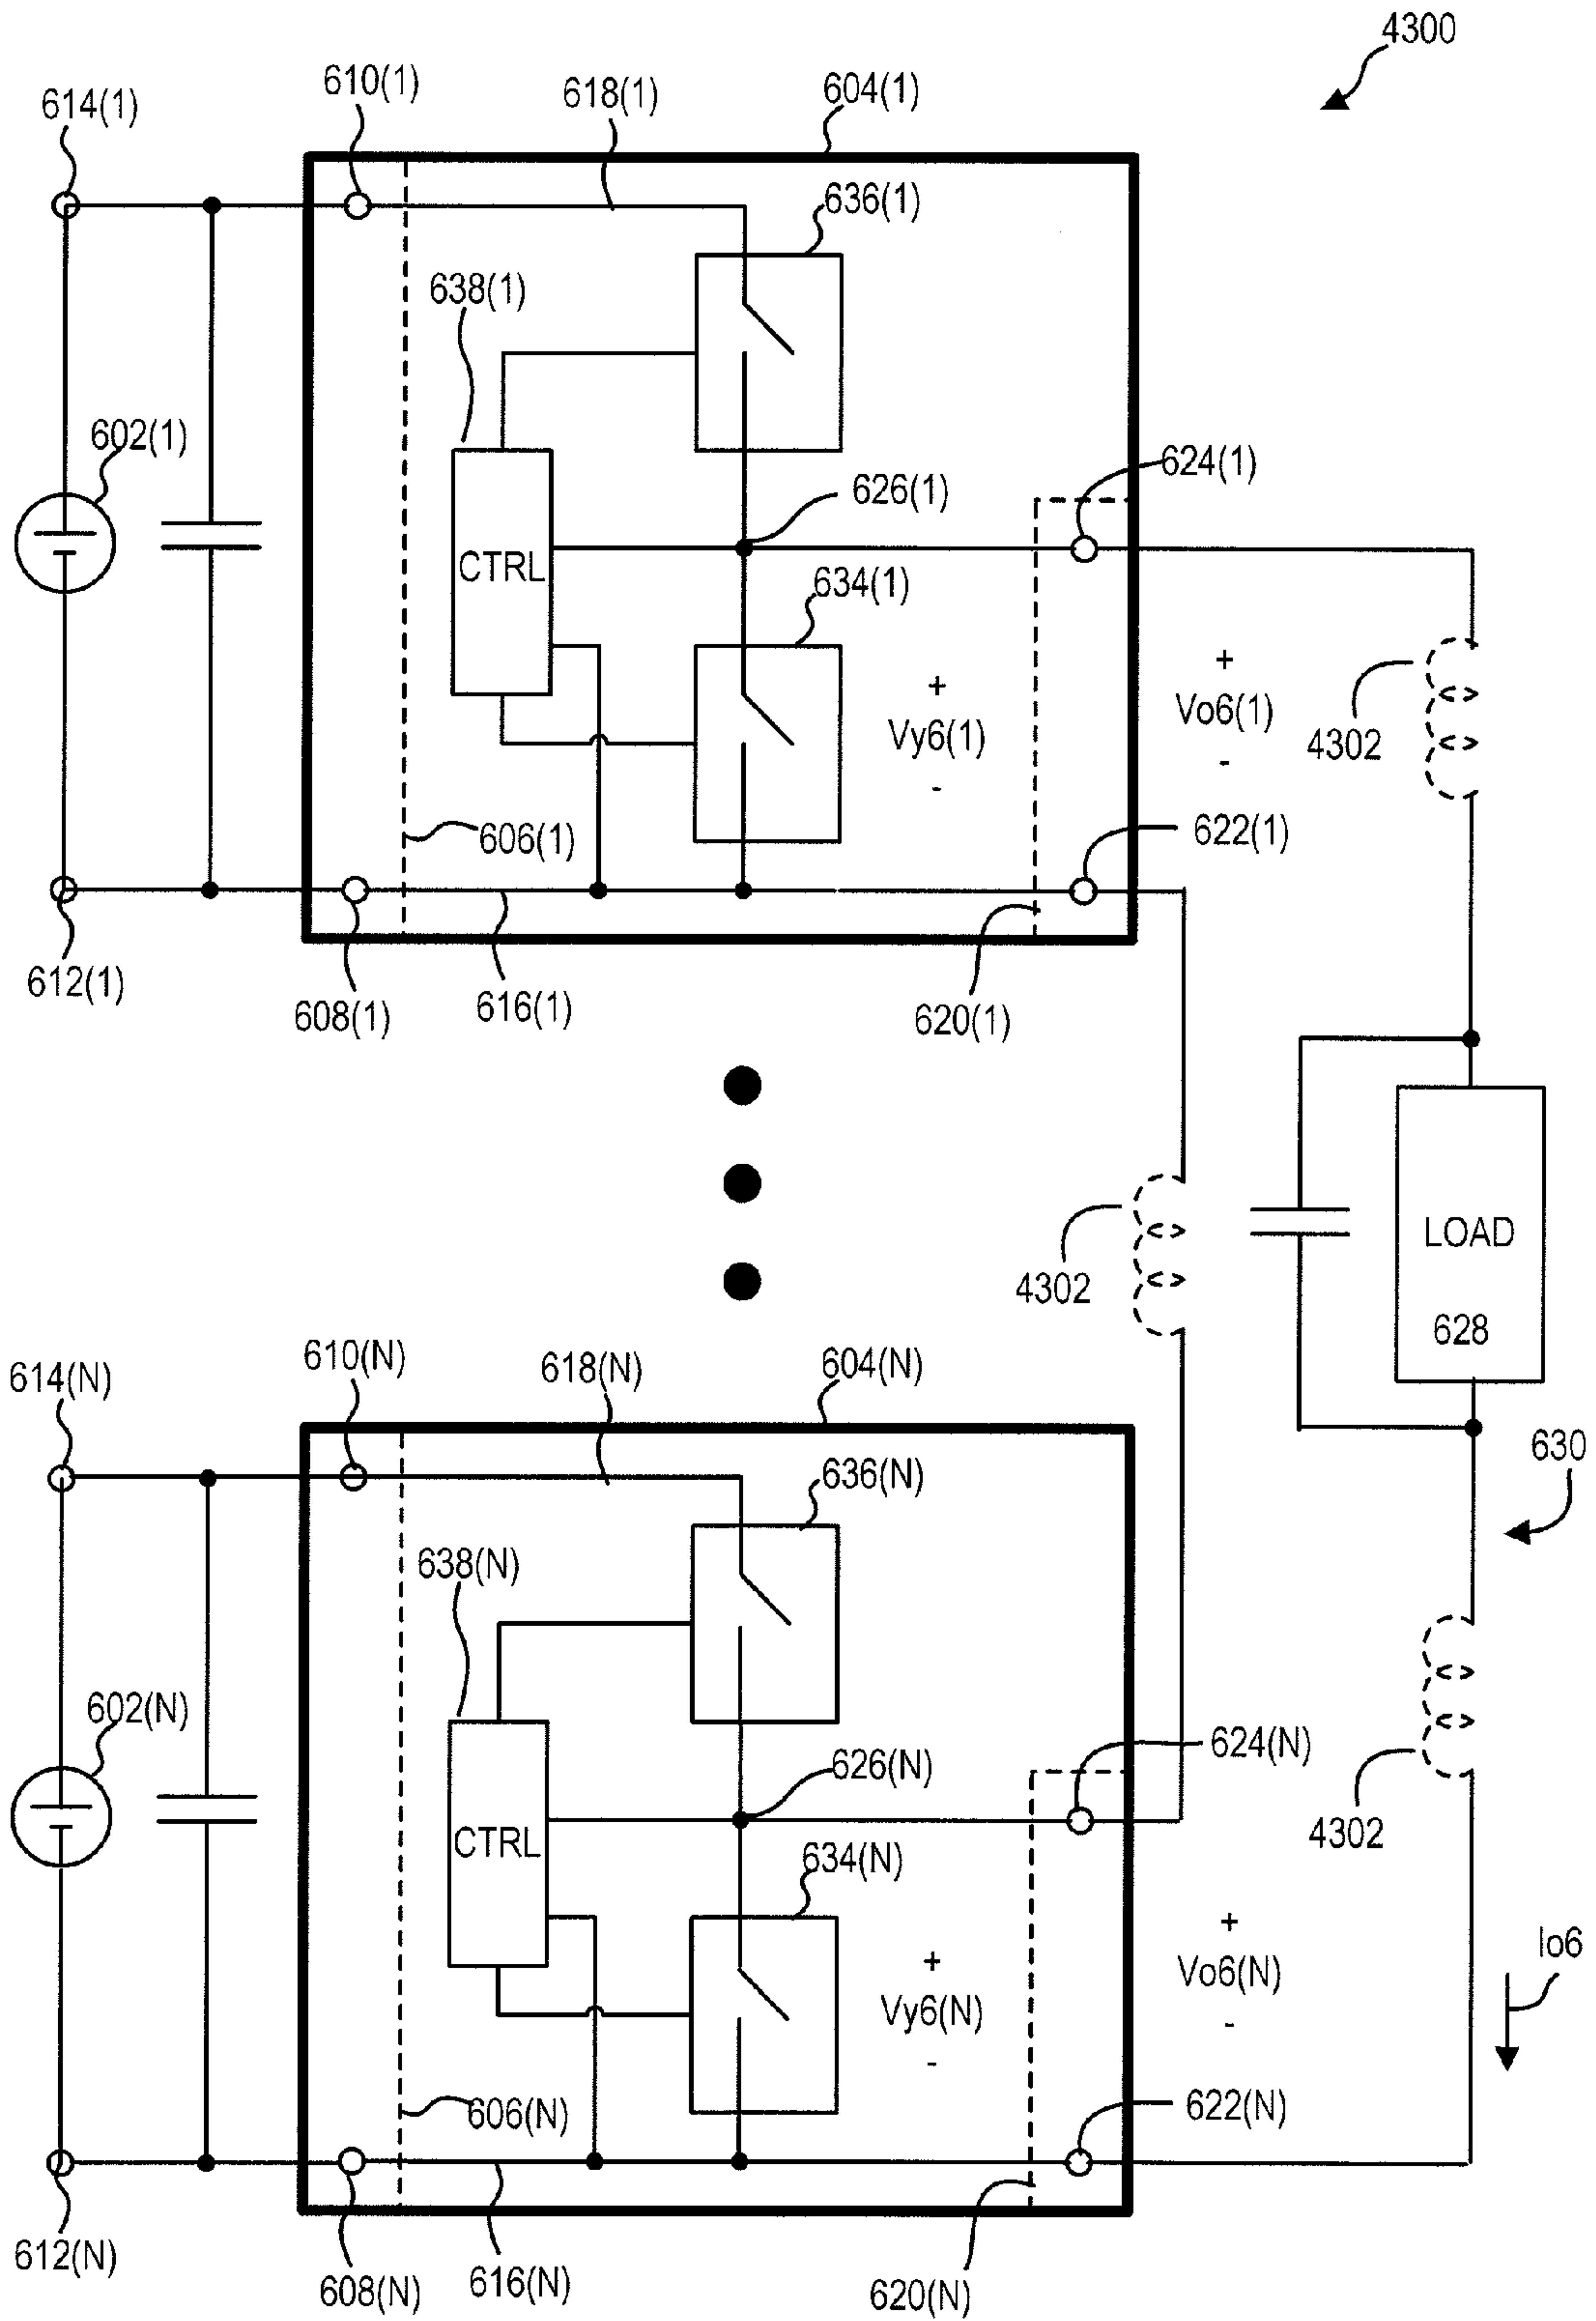 4300
610(1)
618(1)
604(1)
614(1)
636(1)
638(1)
602(1)
624(1)
626(1)
CTRL
634(1)
+
Vy6(1)
-
+
Vo6(1)
-
4302
606(1)
622(1)
612(1)
608(1)
616(1)
620(1)
4302
LOAD
628
610(N)
618(N)
604(N)
614(N)
630
636(N)
638(N)
602(N)
624(N)
626(N)
CTRL
4302
634(N)
+
Vy6(N)
-
+
Vo6(N)
-
Io6
606(N)
622(N)
612(N)
608(N)
616(N)
620(N)